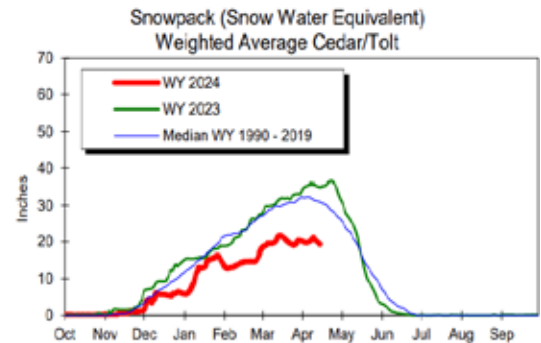 Snowpack (Snow Water Equivalent)
Weighted Average Cedar/Tolt
70
60
50
40
30
20
10
0
Inches
WY 2024
WY 2023
Median WY 1990 - 2019
Oct Nov Dec Jan Feb Mar Apr May Jun Jul Aug Sep